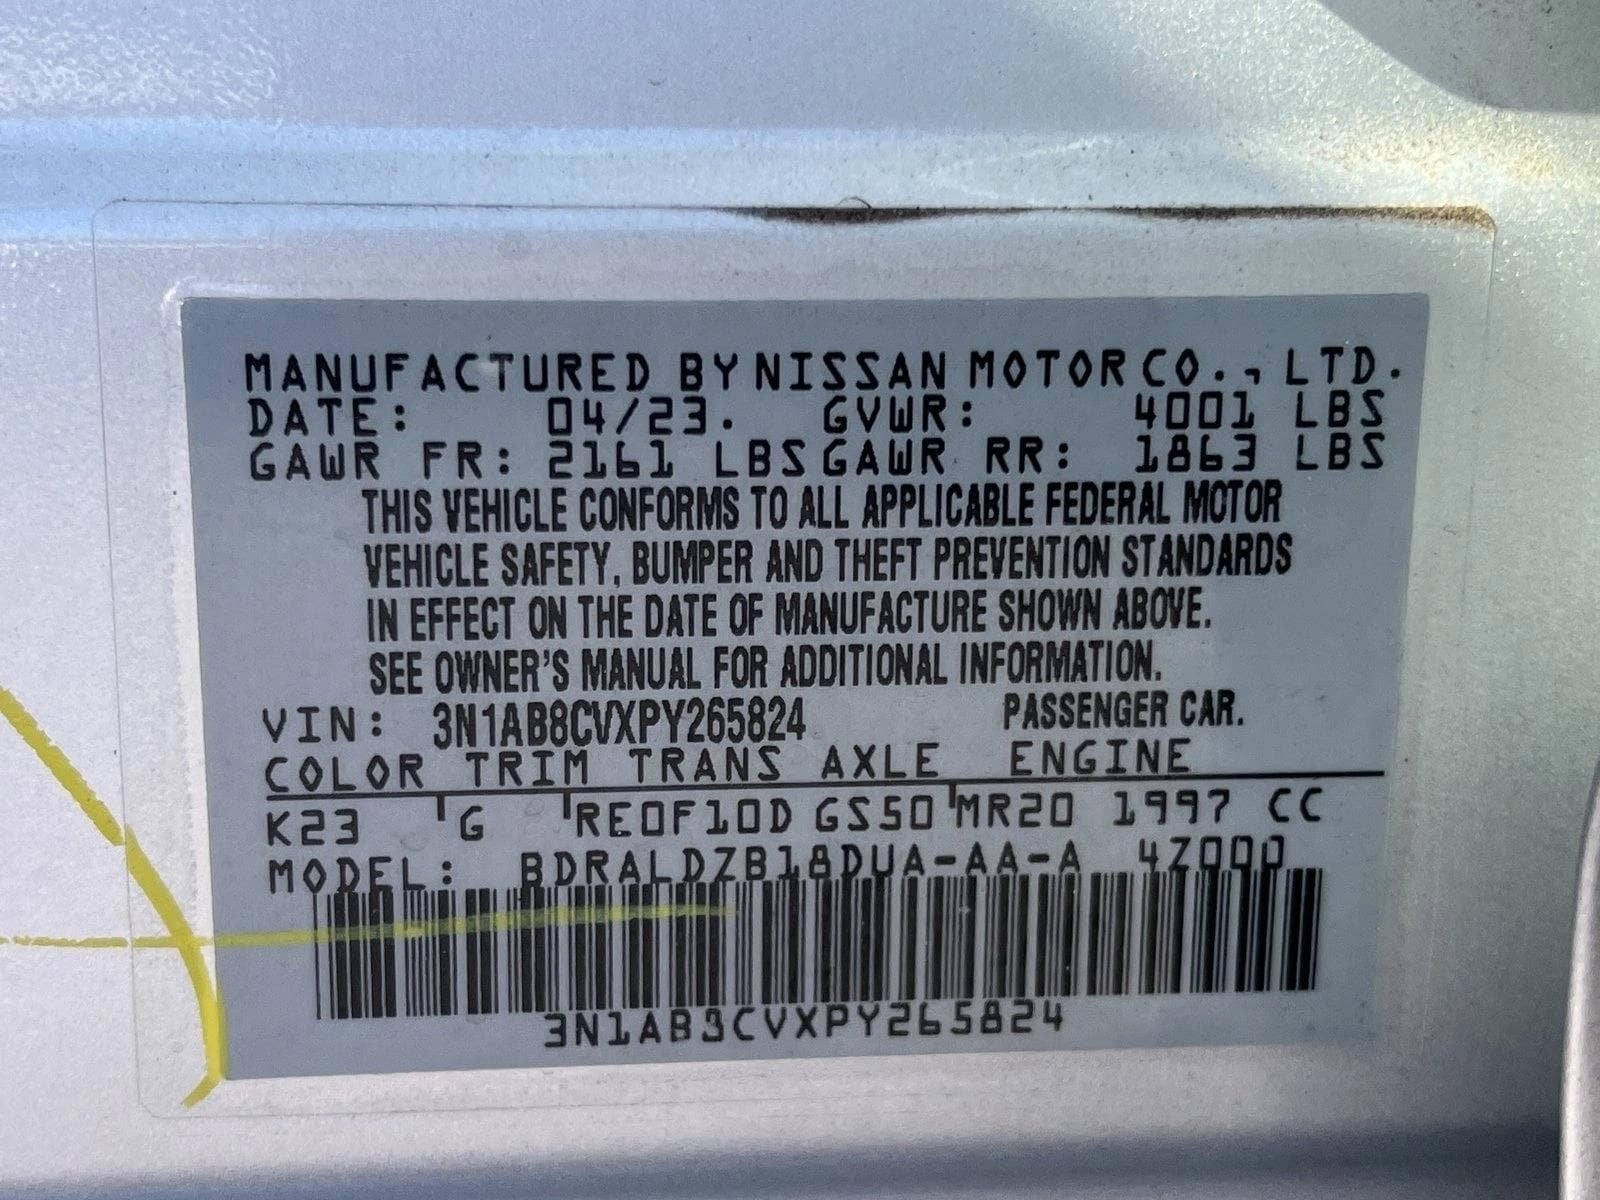 MANUFACTURED BY NISSAN MOTOR CO., LTD.
DATE: 04/23. GVWR: 4001 LBS
GAWR FR: 2161 LBS GAWR RR: 1863 LBS
THIS VEHICLE CONFORMS TO ALL APPLICABLE FEDERAL MOTOR
VEHICLE SAFETY, BUMPER AND THEFT PREVENTION STANDARDS
IN EFFECT ON THE DATE OF MANUFACTURE SHOWN ABOVE.
SEE OWNER'S MANUAL FOR ADDITIONAL INFORMATION.
VIN: 3N1AB8CVXPY265824 PASSENGER CAR.
COLOR TRIM TRANS AXLE ENGINE
K23 G RE0F10D GS50 MR20 1997 CC
MODEL: BDRALDZB18DUA-AA-A 4Z000
3N1AB8CVXPY265824